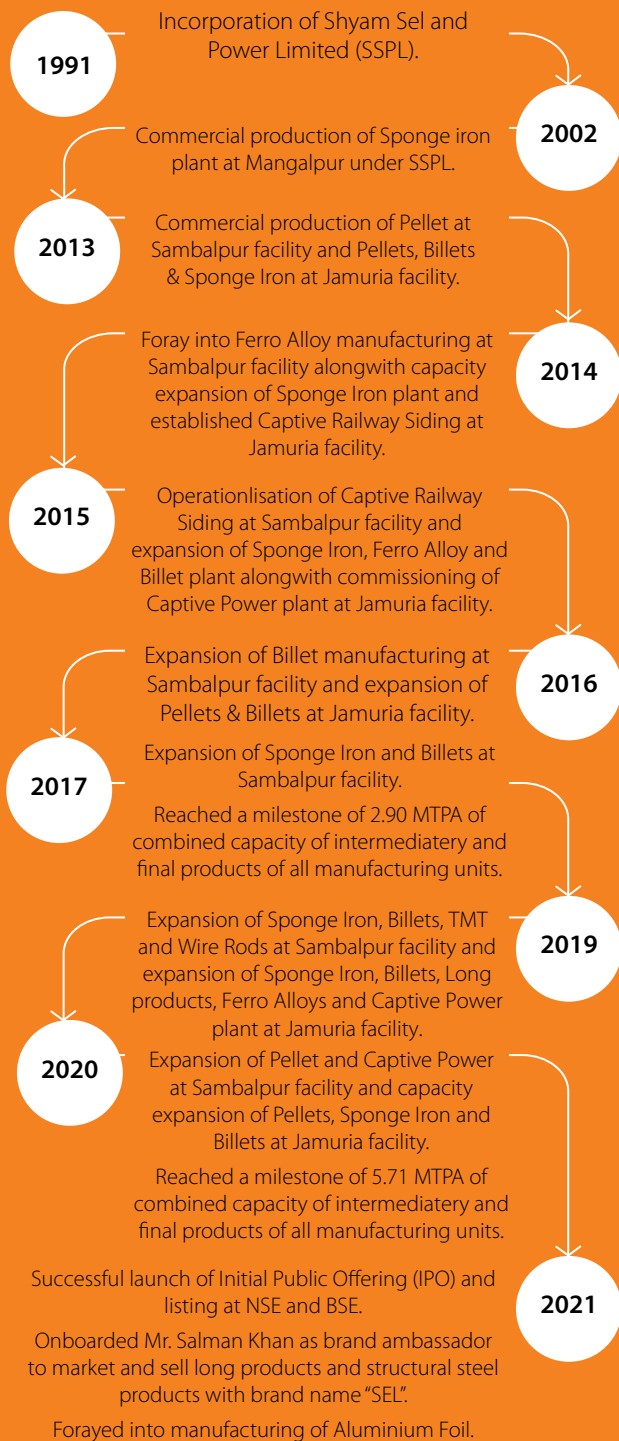 1991
Incorporation of Shyam Sel and
Power Limited (SSPL).
2002
Commercial production of Sponge iron
plant at Mangalpur under SSPL.
2013
Commercial production of Pellet at
Sambalpur facility and Pellets, Billets
& Sponge Iron at Jamuria facility.
2014
Foray into Ferro Alloy manufacturing at
Sambalpur facility alongwith capacity
expansion of Sponge Iron plant and
established Captive Railway Siding at
Jamuria facility.
2015
Operationlisation of Captive Railway
Siding at Sambalpur facility and
expansion of Sponge Iron, Ferro Alloy and
Billet plant alongwith commissioning of
Captive Power plant at Jamuria facility.
2016
Expansion of Billet manufacturing at
Sambalpur facility and expansion of
Pellets & Billets at Jamuria facility.
2017
Expansion of Sponge Iron and Billets at
Sambalpur facility.
Reached a milestone of 2.90 MTPA of
combined capacity of intermediatery and
final products of all manufacturing units.
2019
Expansion of Sponge Iron, Billets, TMT
and Wire Rods at Sambalpur facility and
expansion of Sponge Iron, Billets, Long
products, Ferro Alloys and Captive Power
plant at Jamuria facility.
2020
Expansion of Pellet and Captive Power
at Sambalpur facility and capacity
expansion of Pellets, Sponge Iron and
Billets at Jamuria facility.
Reached a milestone of 5.71 MTPA of
combined capacity of intermediatery and
final products of all manufacturing units.
2021
Successful launch of Initial Public Offering (IPO) and
listing at NSE and BSE.
Onboarded Mr. Salman Khan as brand ambassador
to market and sell long products and structural steel
products with brand name “SEL”.
Forayed into manufacturing of Aluminium Foil.